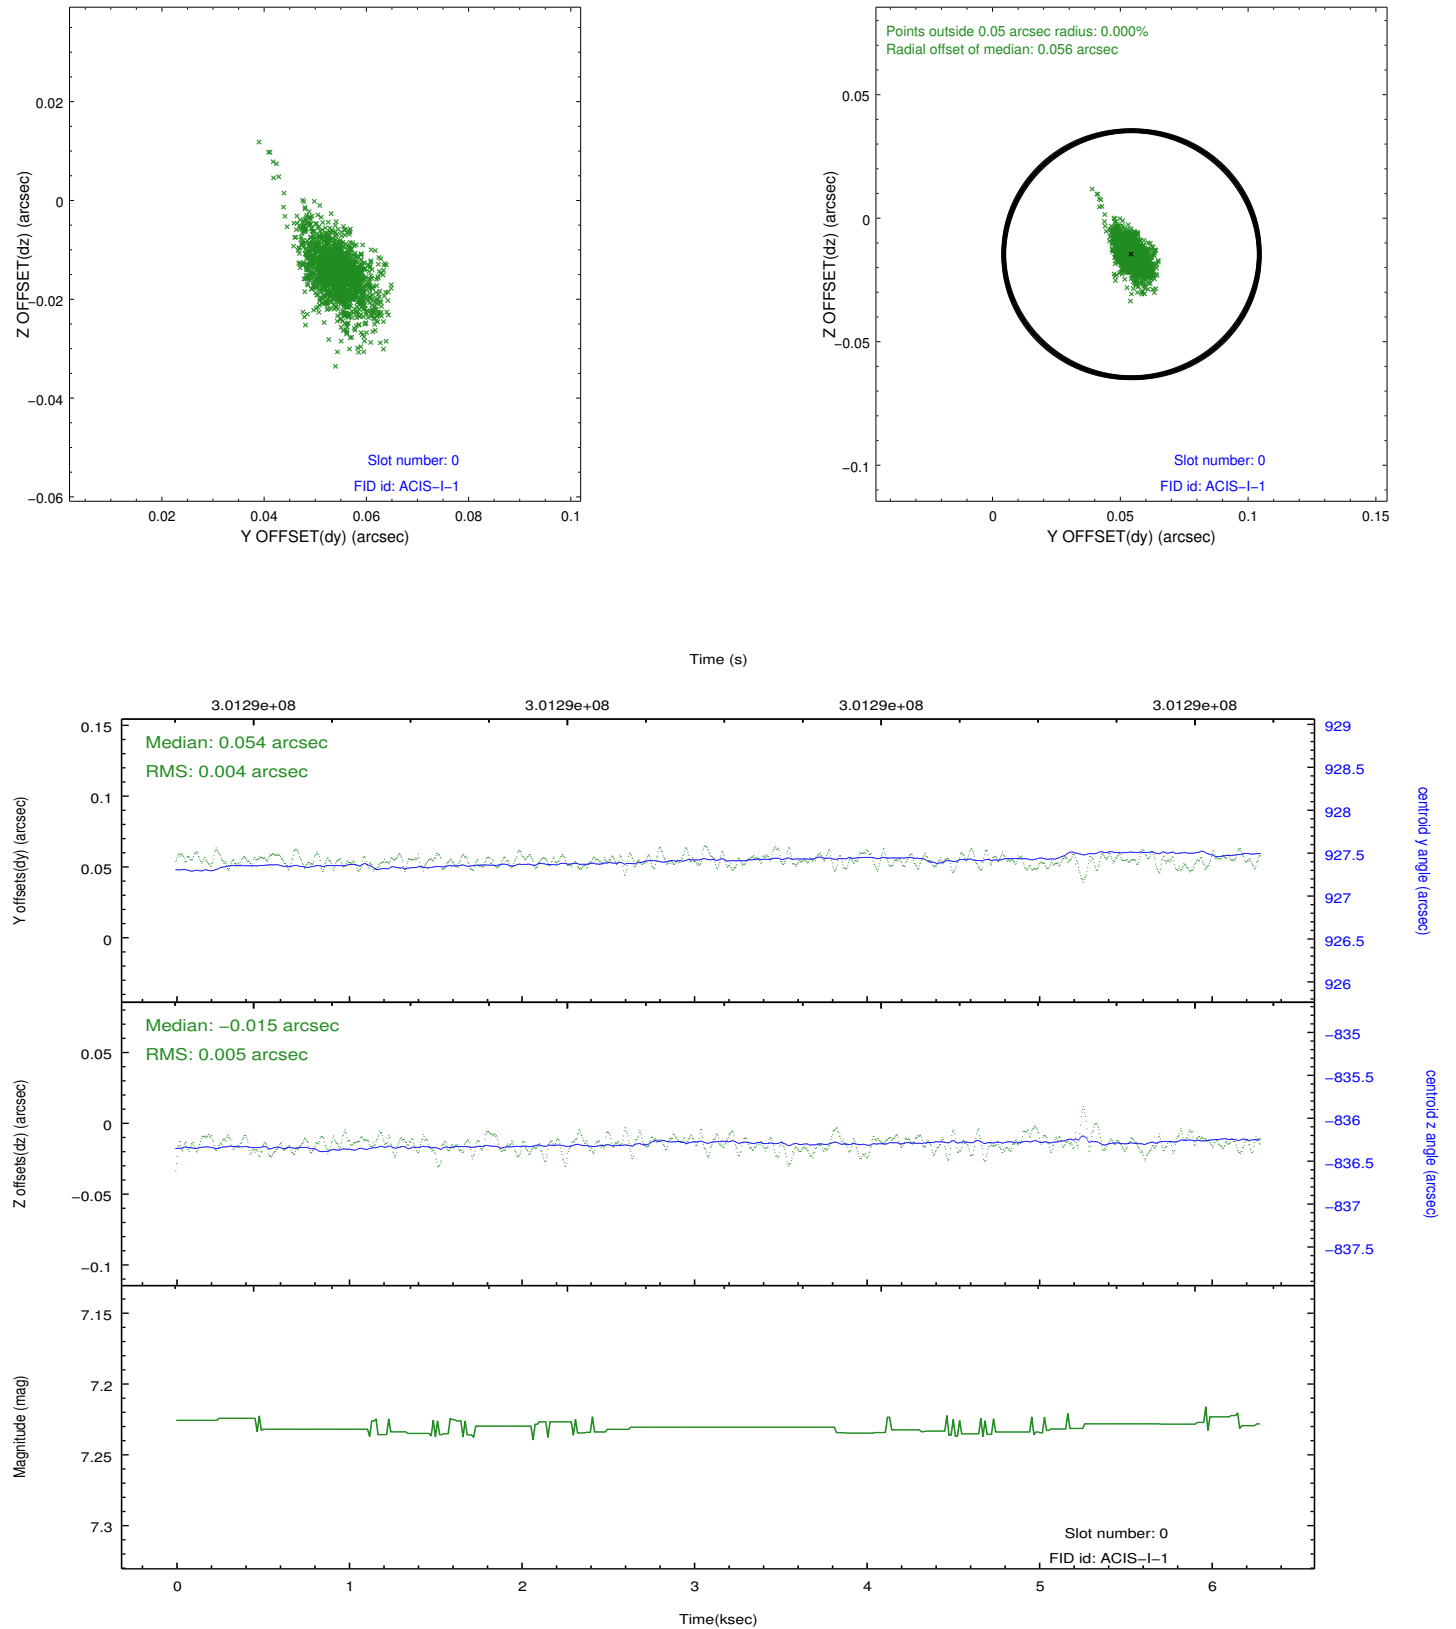 0.02
0
−0.02
−0.04
−0.06
Z OFFSET(dz) (arcsec)
Slot number: 0
FID id: ACIS−I−1
0.02 0.04 0.06 0.08 0.1
Y OFFSET(dy) (arcsec)
Points outside 0.05 arcsec radius: 0.000%
Radial offset of median: 0.056 arcsec
0.05
0
−0.05
−0.1
Z OFFSET(dz) (arcsec)
Slot number: 0
FID id: ACIS−I−1
0 0.05 0.1 0.15
Y OFFSET(dy) (arcsec)
Time (s)
3.0129e+08 3.0129e+08 3.0129e+08 3.0129e+08
Median: 0.054 arcsec
RMS: 0.004 arcsec
0.15
0.1
0.05
0
Y offsets(dy) (arcsec)
929
928.5
928
927.5
927
926.5
926
centroid y angle (arcsec)
Median: −0.015 arcsec
RMS: 0.005 arcsec
0.05
0
−0.05
−0.1
Z offsets(dz) (arcsec)
−835
−835.5
−836
−836.5
−837
−837.5
centroid z angle (arcsec)
7.15
7.2
7.25
7.3
Magnitude (mag)
Slot number: 0
FID id: ACIS−I−1
0 1 2 3 4 5 6
Time(ksec)